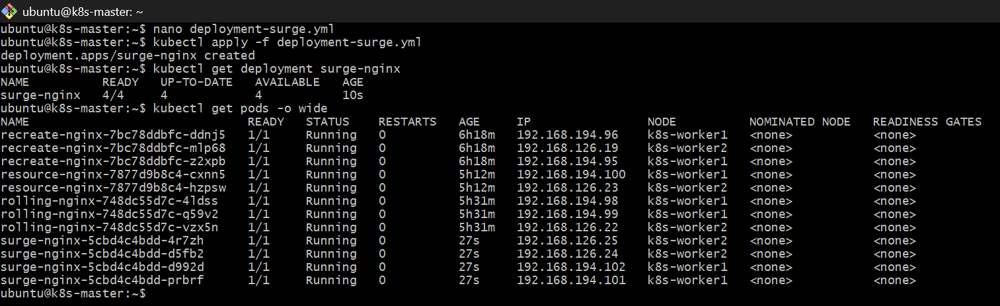 ubuntu@k8s-master: ~
ubuntu@k8s-master:~$ nano deployment-surge.yml
ubuntu@k8s-master:~$ kubectl apply -f deployment-surge.yml
deployment.apps/surge-nginx created
ubuntu@k8s-master:~$ kubectl get deployment surge-nginx
NAME          READY   UP-TO-DATE   AVAILABLE   AGE
surge-nginx   4/4     4            4           10s
ubuntu@k8s-master:~$ kubectl get pods -o wide
NAME                              READY   STATUS    RESTARTS   AGE     IP                NODE          NOMINATED NODE   READINESS GATES
recreate-nginx-7bc78ddbfc-ddnj5   1/1     Running   0          6h18m   192.168.194.96    k8s-worker1   <none>           <none>
recreate-nginx-7bc78ddbfc-mlp68   1/1     Running   0          6h18m   192.168.126.19    k8s-worker2   <none>           <none>
recreate-nginx-7bc78ddbfc-z2xpb   1/1     Running   0          6h18m   192.168.194.95    k8s-worker1   <none>           <none>
resource-nginx-7877d9b8c4-cxnn5   1/1     Running   0          5h12m   192.168.194.100   k8s-worker1   <none>           <none>
resource-nginx-7877d9b8c4-hzpsw   1/1     Running   0          5h12m   192.168.126.23    k8s-worker2   <none>           <none>
rolling-nginx-748dc55d7c-4ldss    1/1     Running   0          5h31m   192.168.194.98    k8s-worker1   <none>           <none>
rolling-nginx-748dc55d7c-q59v2    1/1     Running   0          5h31m   192.168.194.99    k8s-worker1   <none>           <none>
rolling-nginx-748dc55d7c-vzx5n    1/1     Running   0          5h31m   192.168.126.22    k8s-worker2   <none>           <none>
surge-nginx-5cbd4c4bdd-4r7zh      1/1     Running   0          27s     192.168.126.25    k8s-worker2   <none>           <none>
surge-nginx-5cbd4c4bdd-d5fb2      1/1     Running   0          27s     192.168.126.24    k8s-worker2   <none>           <none>
surge-nginx-5cbd4c4bdd-d992d      1/1     Running   0          27s     192.168.194.102   k8s-worker1   <none>           <none>
surge-nginx-5cbd4c4bdd-prbrf      1/1     Running   0          27s     192.168.194.101   k8s-worker1   <none>           <none>
ubuntu@k8s-master:~$